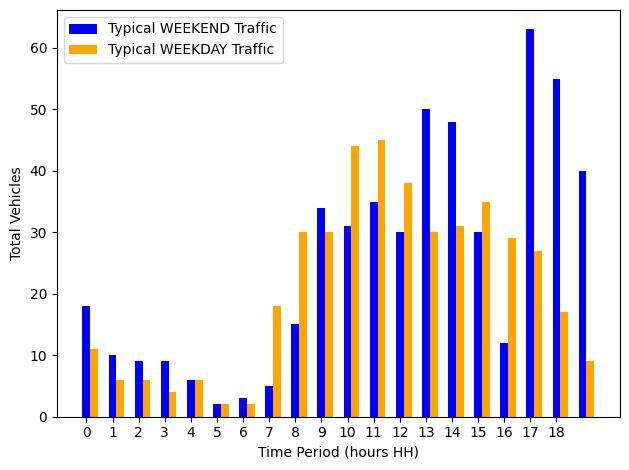 Typical WEEKEND Traffic
Typical WEEKDAY Traffic
Total Vehicles
60
50
40
30
20
10
0
0 1 2 3 4 5 6 7 8 9 10 11 12 13 14 15 16 17 18
Time Period (hours HH)